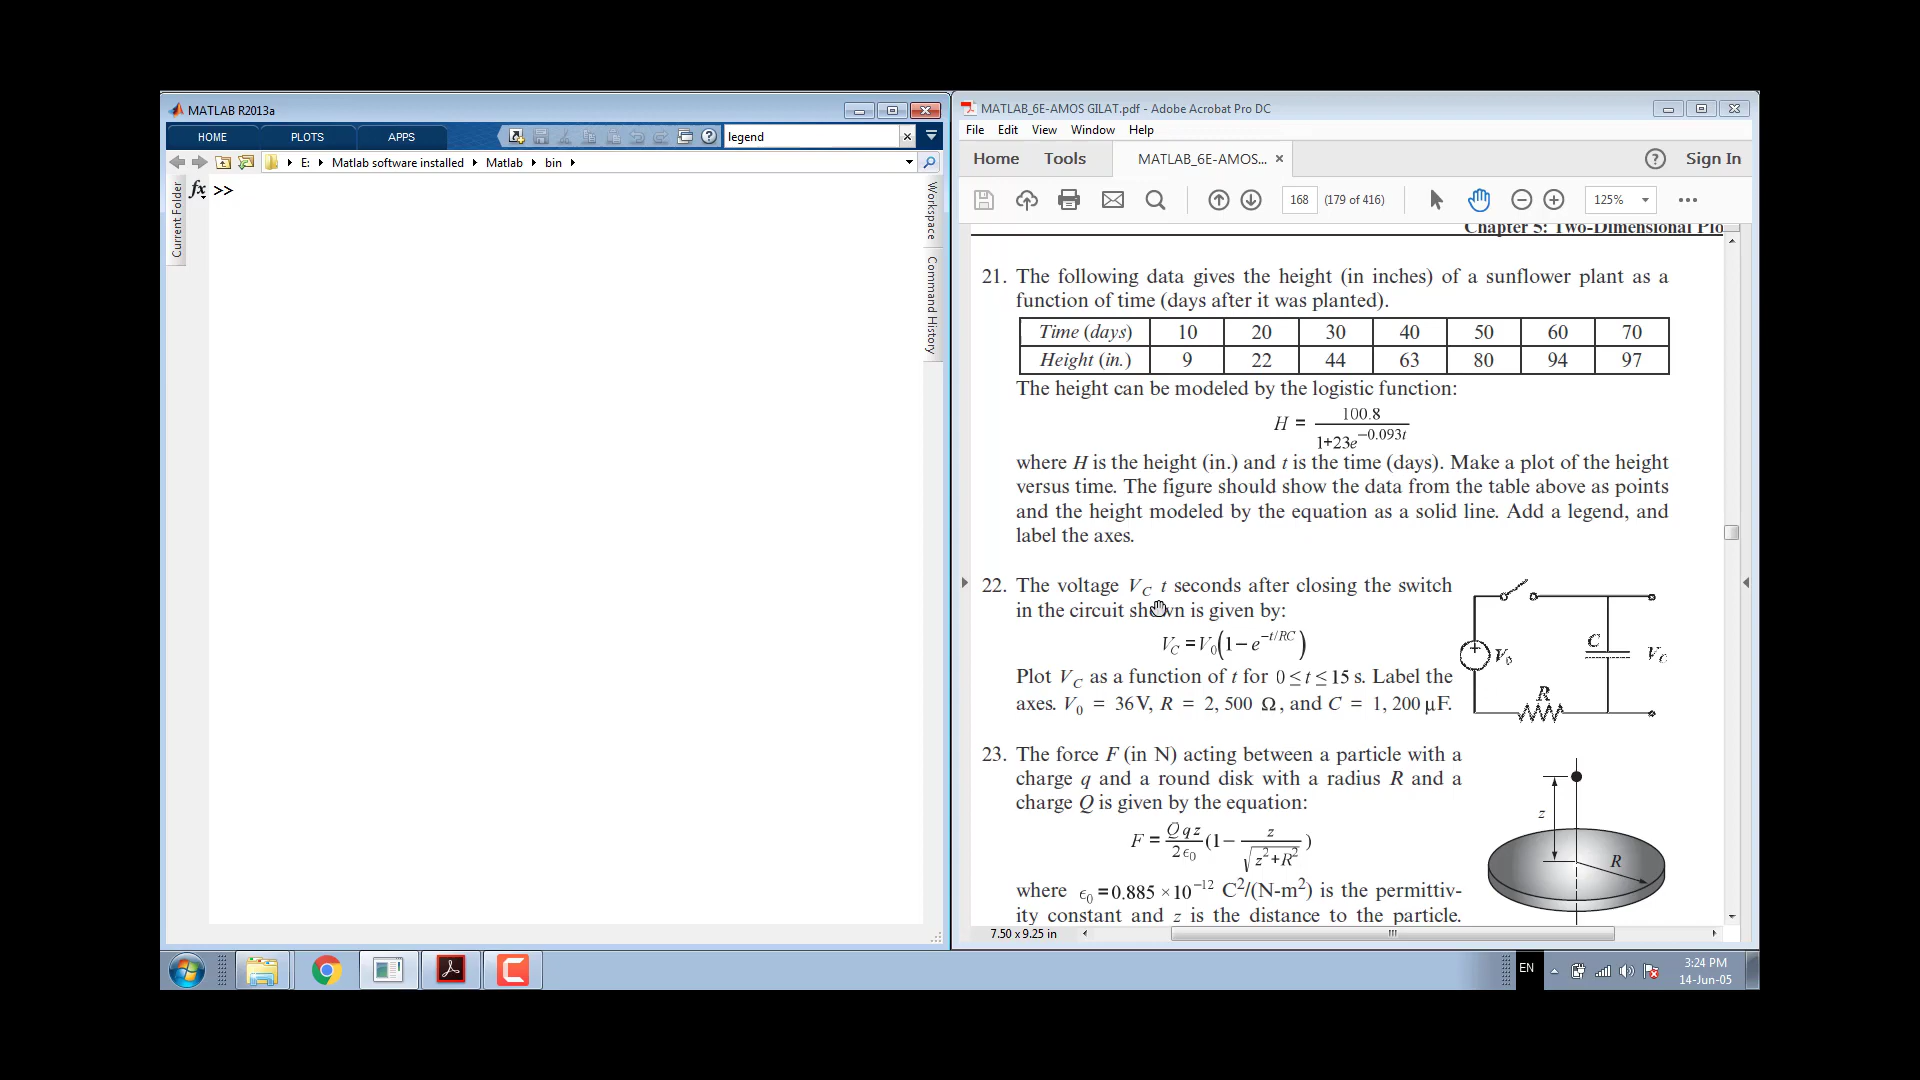 MATLAB R2013a
HOME PLOTS APPS legend
E: Matlab software installed Matlab bin
Current Folder
fx >>
Workspace
Command History
MATLAB_6E-AMOS GILAT.pdf - Adobe Acrobat Pro DC
File Edit View Window Help
Home Tools MATLAB_6E-AMOS... × Sign In
168 (179 of 416) 125%
Chapter 5: Two-Dimensional Plo
21. The following data gives the height (in inches) of a sunflower plant as a
function of time (days after it was planted).
Time (days) 10 20 30 40 50 60 70
Height (in.) 9 22 44 63 80 94 97
The height can be modeled by the logistic function:
H = 100.8 / 1+23e^−0.093t
where H is the height (in.) and t is the time (days). Make a plot of the height
versus time. The figure should show the data from the table above as points
and the height modeled by the equation as a solid line. Add a legend, and
label the axes.
22. The voltage V_C t seconds after closing the switch
in the circuit shown is given by:
V_C = V_0(1 − e^−t/RC)
Plot V_C as a function of t for 0 ≤ t ≤ 15 s. Label the
axes. V_0 = 36 V, R = 2, 500 Ω, and C = 1, 200 μF.
+ V_0 C V_C
R
23. The force F (in N) acting between a particle with a
charge q and a round disk with a radius R and a
charge Q is given by the equation:
F = Qqz / 2ϵ_0 (1 − z / √z^2+R^2)
where ϵ_0 = 0.885 × 10^−12 C^2/(N-m^2) is the permittiv-
ity constant and z is the distance to the particle.
z
R
7.50 x 9.25 in
EN
3:24 PM
14-Jun-05